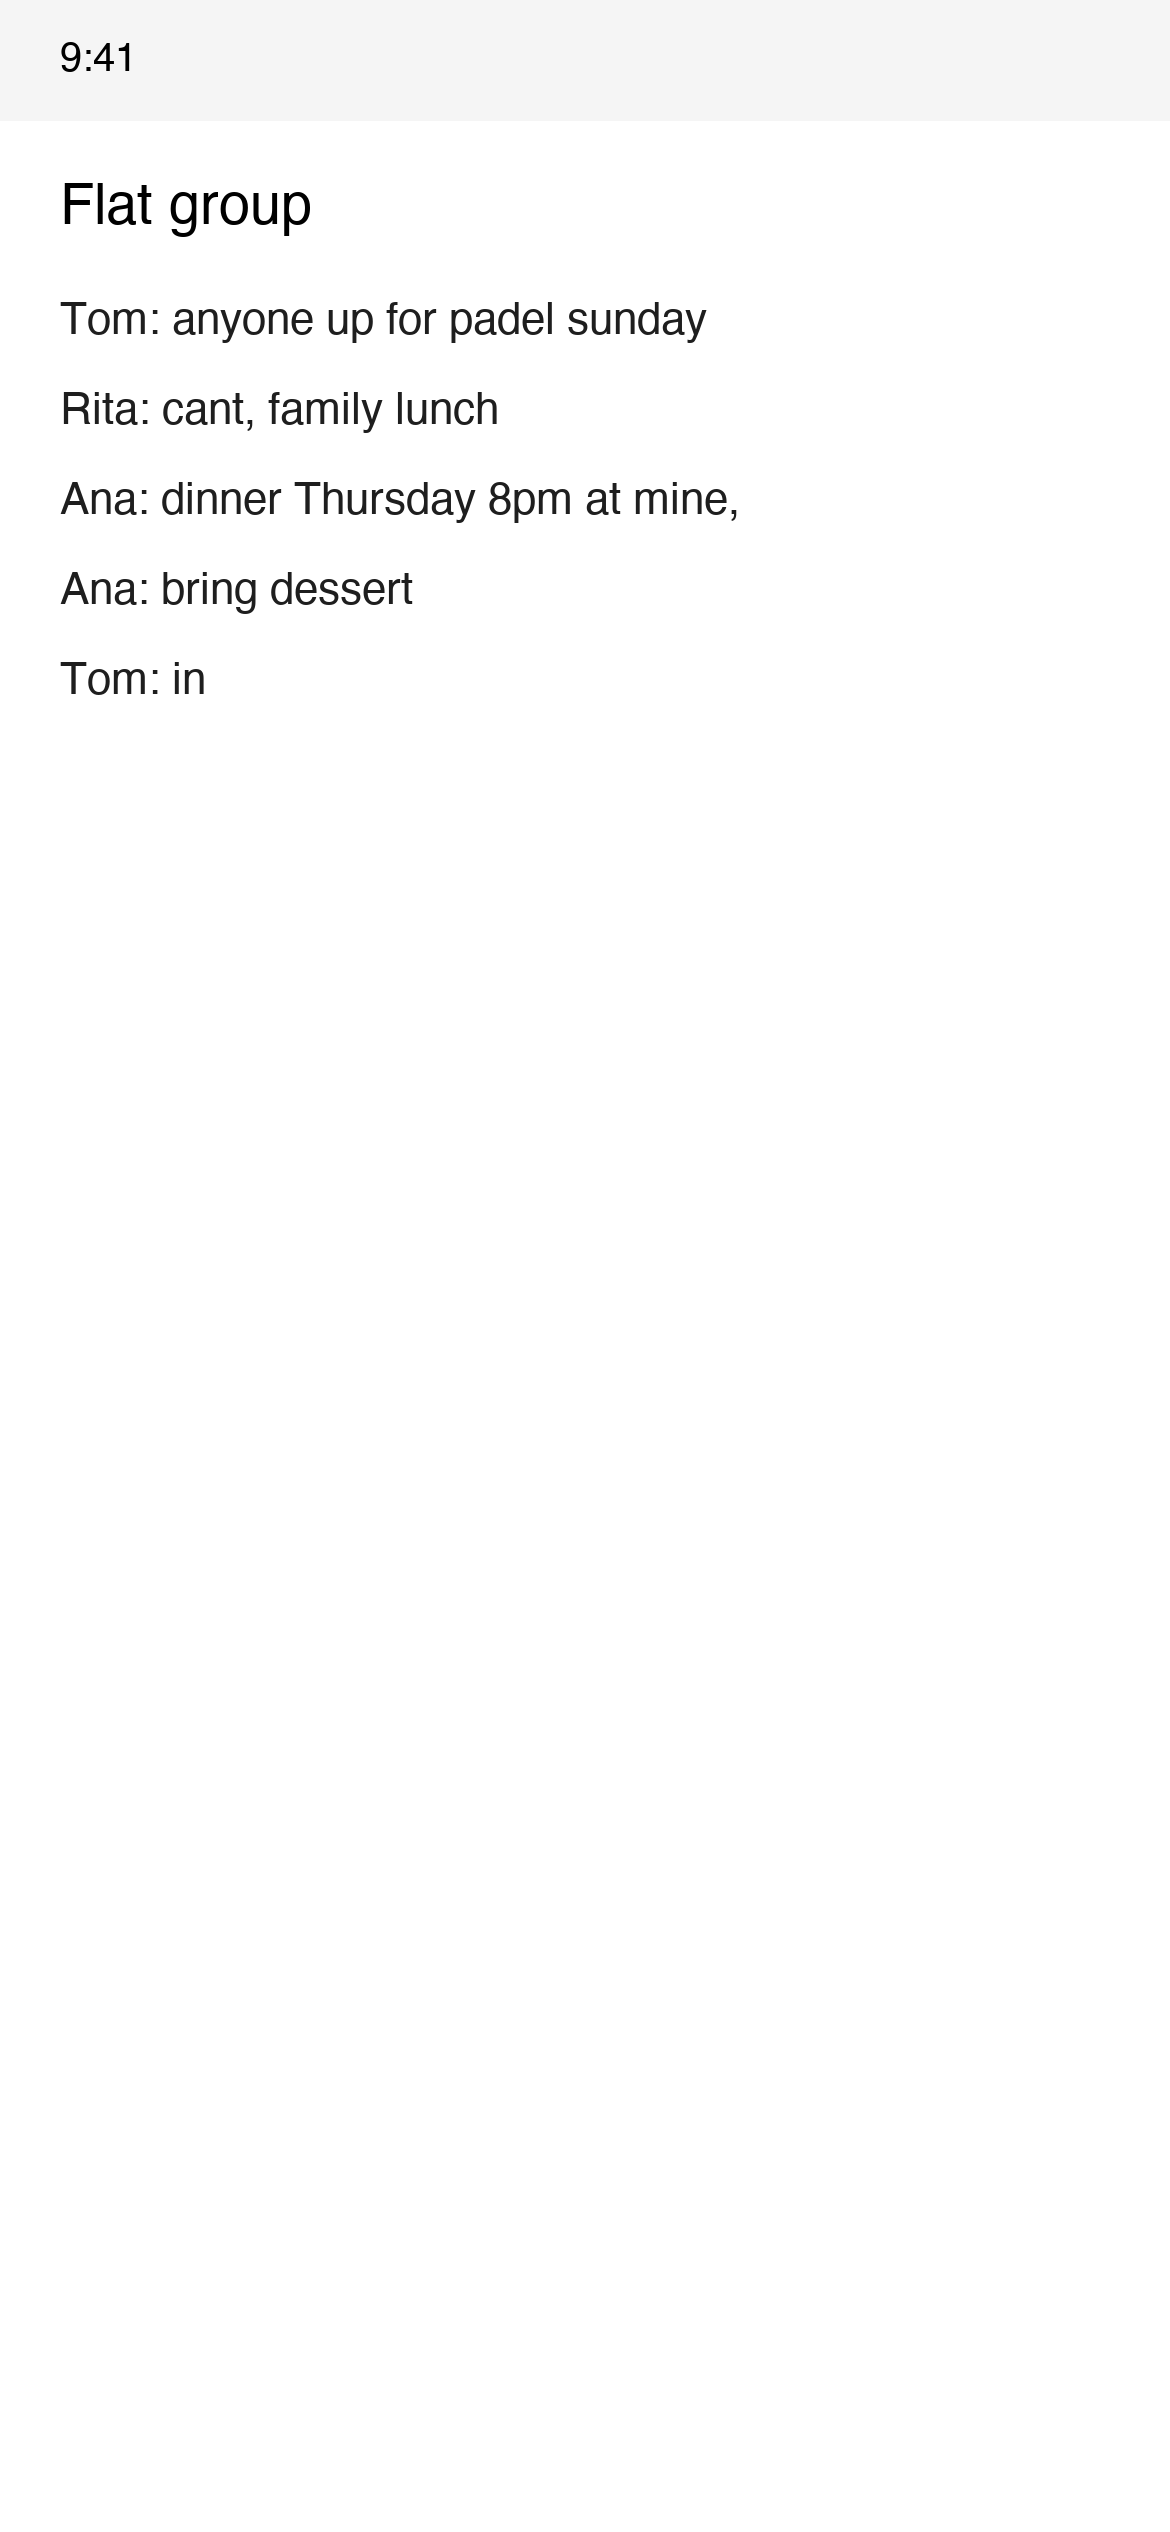 9:41
Flat group
Tom: anyone up for padel sunday
Rita: cant, family lunch
Ana: dinner Thursday 8pm at mine,
Ana: bring dessert
Tom: in